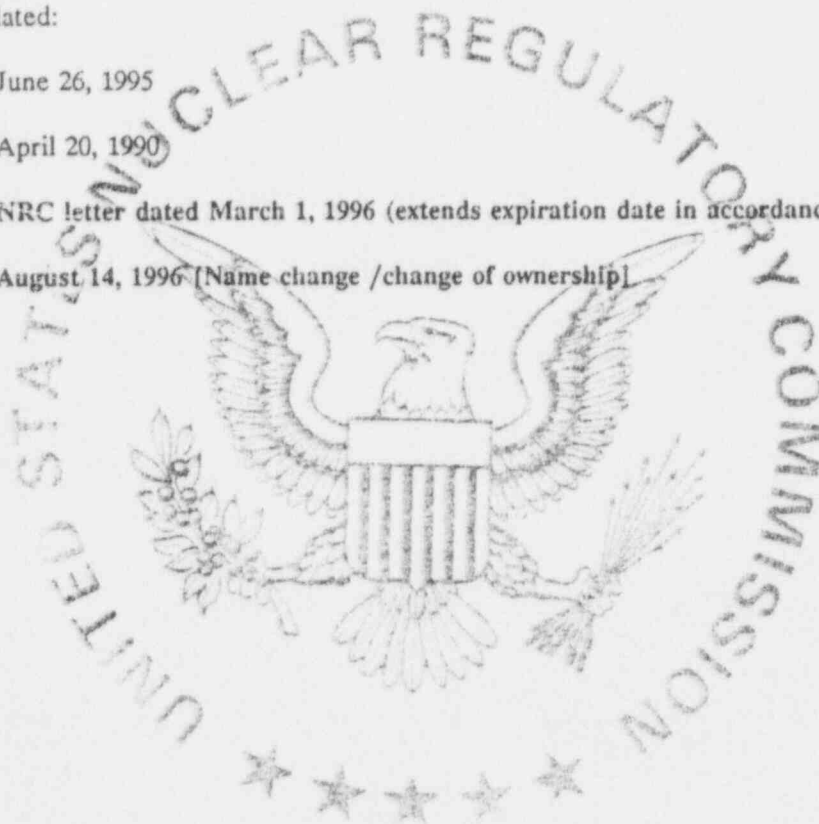 dated:
June 26, 1995
April 20, 1990
NRC letter dated March 1, 1996 (extends expiration date in accordanc
August 14, 1996 [Name change /change of ownership]
UNITED STATES NUCLEAR REGULATORY COMMISSION